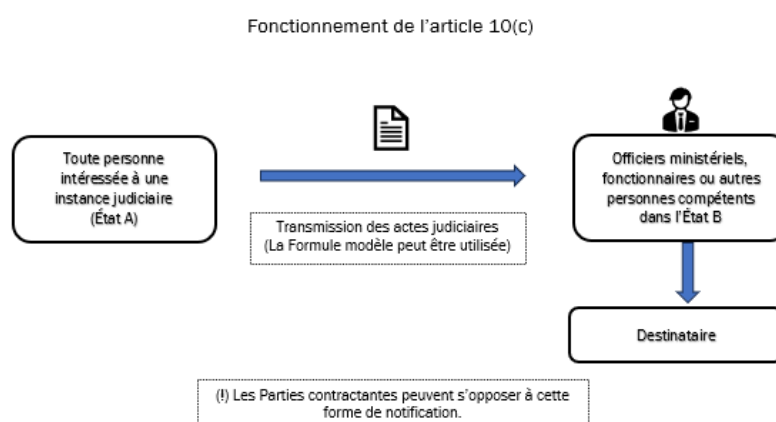 Fonctionnement de l'article 10(c)
Toute personne
intéressée à une
instance judiciaire
(État A)
Transmission des actes judiciaires
(La Formule modèle peut être utilisée)
Officiers ministériels,
fonctionnaires ou autres
personnes compétents
dans l'État B
Destinataire
(!) Les Parties contractantes peuvent s'opposer à cette
forme de notification.